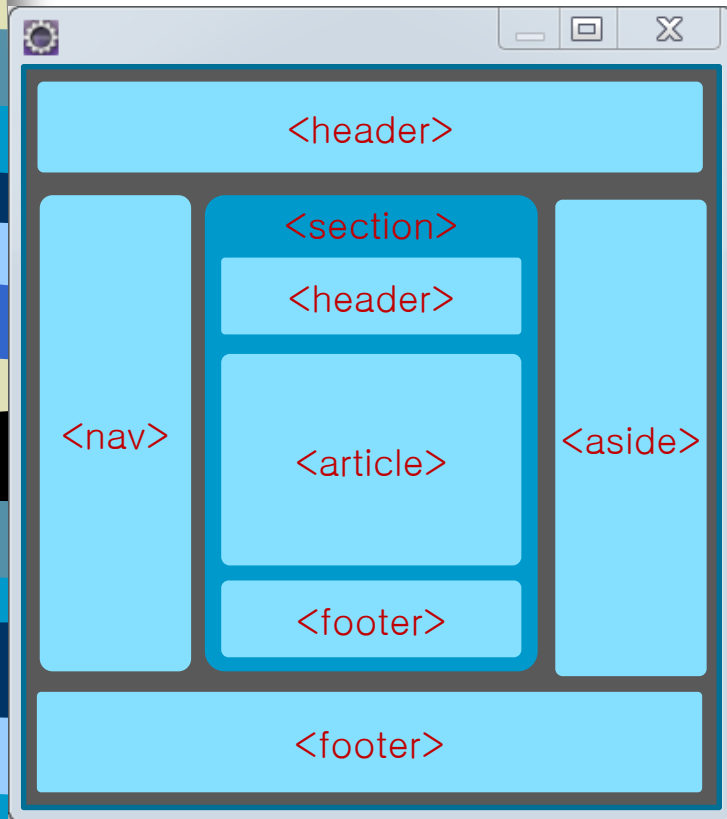 <header>
<section>
<header>
<nav>
<article>
<aside>
<footer>
<footer>